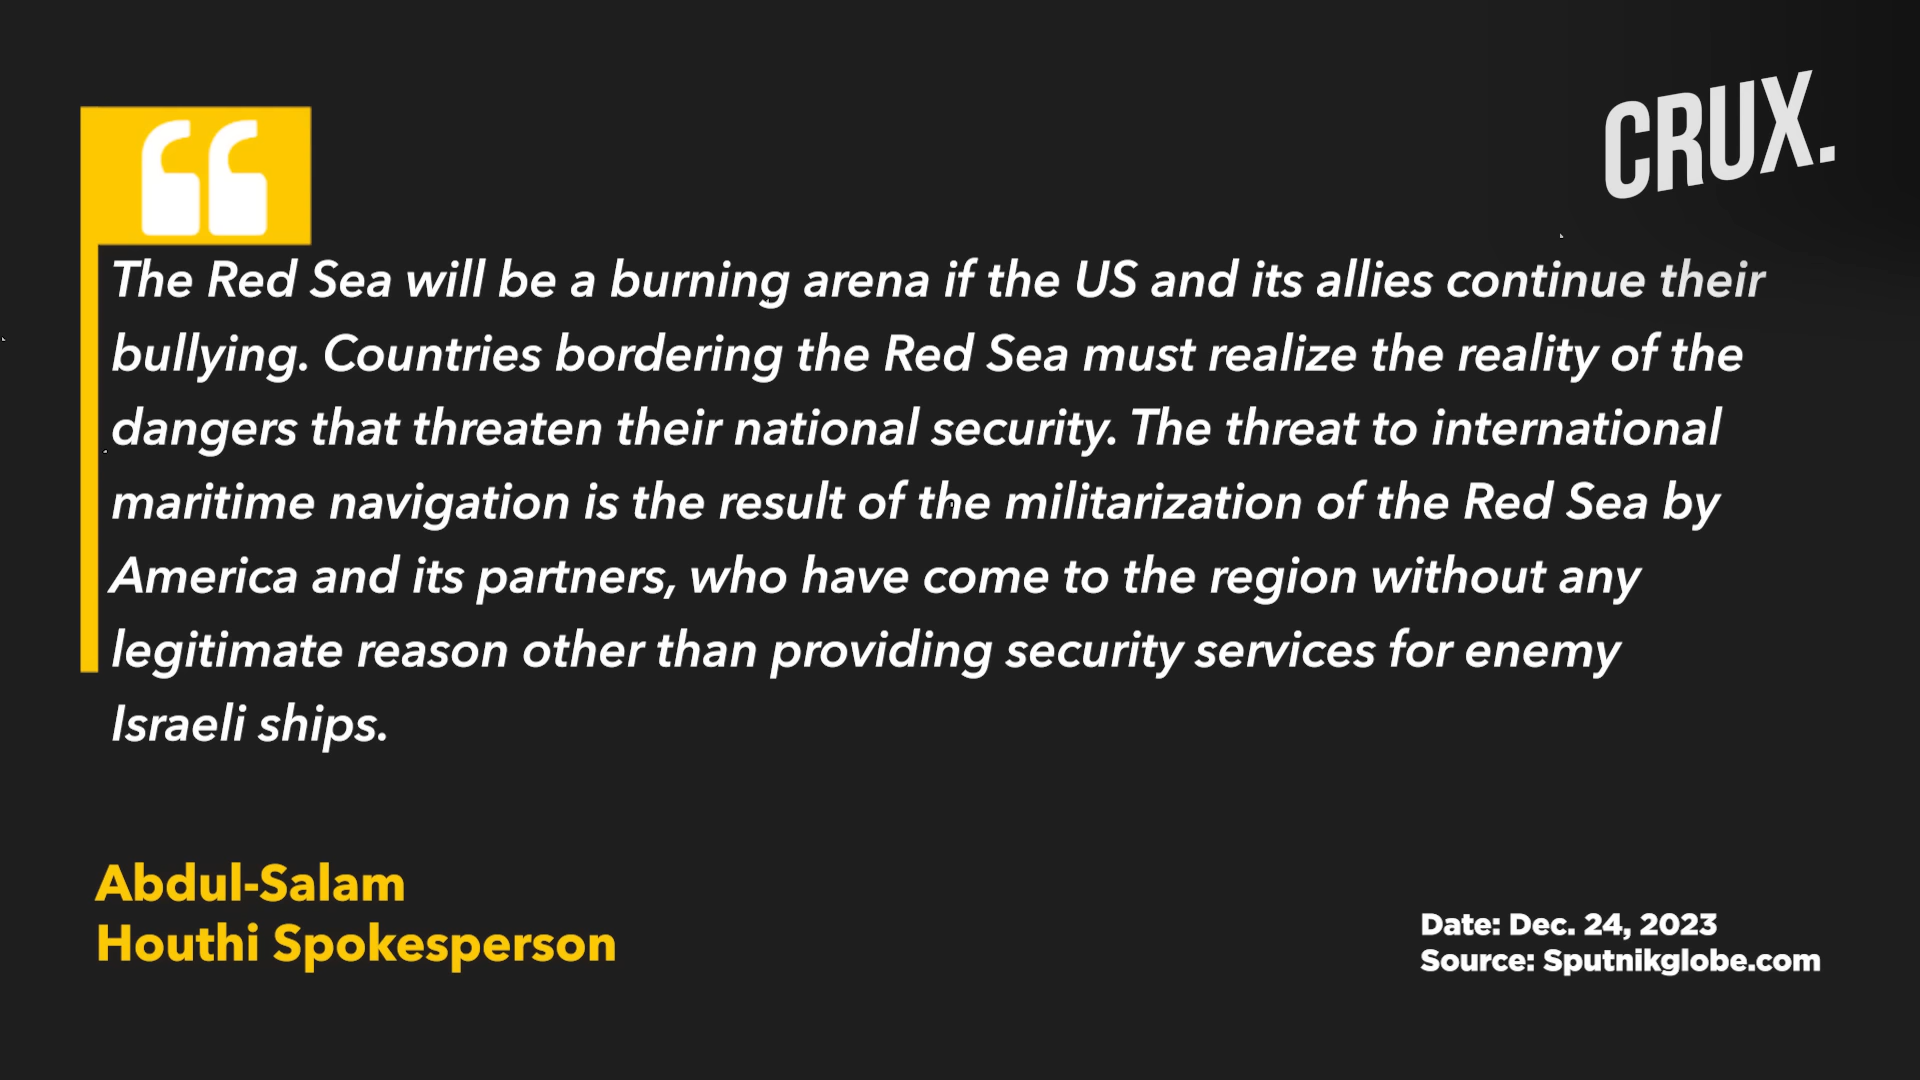 CRUX.
The Red Sea will be a burning arena if the US and its allies continue their
bullying. Countries bordering the Red Sea must realize the reality of the
dangers that threaten their national security. The threat to international
maritime navigation is the result of the militarization of the Red Sea by
America and its partners, who have come to the region without any
legitimate reason other than providing security services for enemy
Israeli ships.
Abdul-Salam
Houthi Spokesperson
Date: Dec. 24, 2023
Source: Sputnikglobe.com